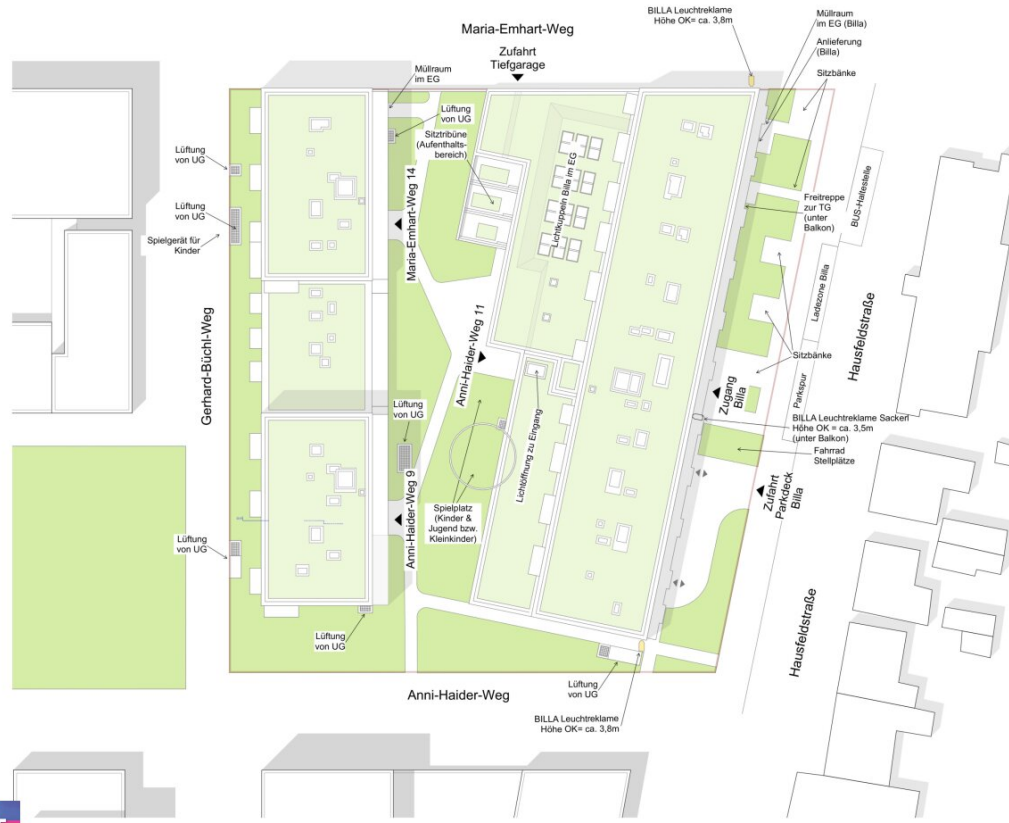 BILLA Leuchtreklame
Höhe OK= ca. 3,8m
Müllraum
im EG (Billa)
Anlieferung
(Billa)
Sitzbänke
Maria-Emhart-Weg
Zufahrt
Tiefgarage
Müllraum
im EG
Lüftung
von UG
Sitztribüne
(Aufenthalts-
bereich)
Lüftung
von UG
Lüftung
von UG
Spielgerät für
Kinder
Maria-Emhart-Weg 14
Lichtkuppeln Billa im EG
Freitreppe
zur TG
(unter
Balkon)
BUS-Haltestelle
Ladezone Billa
Hausfeldstraße
Gerhard-Büchl-Weg
Anni-Haider-Weg 11
Sitzbänke
Parkspur
Zugang
Billa
Lüftung
von UG
Lichtöffnung zu Eingang
BILLA Leuchtreklame Sackerl
Höhe OK = ca. 3,5m
(unter Balkon)
Fahrrad
Stellplätze
Zufahrt
Parkdeck
Billa
Anni-Haider-Weg 9
Spielplatz
(Kinder &
Jugend bzw.
Kleinkinder)
Lüftung
von UG
Lüftung
von UG
Hausfeldstraße
Lüftung
von UG
Anni-Haider-Weg
BILLA Leuchtreklame
Höhe OK= ca. 3,8m